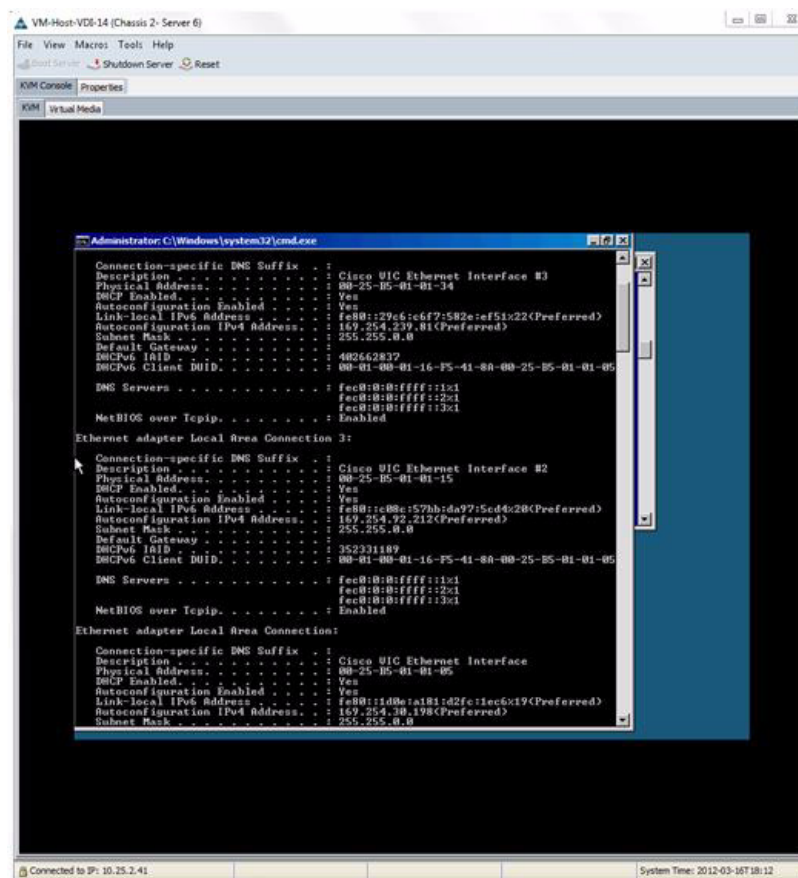 VM-Host-VDI-14 (Chassis 2- Server 6)
File View Macros Tools Help
Boot Server Shutdown Server Reset
KVM Console Properties
KVM Virtual Media
Administrator: C:\Windows\system32\cmd.exe
Connection-specific DNS Suffix . :
Description . . . . . . . . . . . : Cisco VIC Ethernet Interface #3
Physical Address. . . . . . . . . : 00-25-B5-01-01-34
DHCP Enabled. . . . . . . . . . . : Yes
Autoconfiguration Enabled . . . . : Yes
Link-local IPv6 Address . . . . . : fe80::29c6:c6f7:582e:ef51%22(Preferred)
Autoconfiguration IPv4 Address. . : 169.254.239.81(Preferred)
Subnet Mask . . . . . . . . . . . : 255.255.0.0
Default Gateway . . . . . . . . . :
DHCPv6 IAID . . . . . . . . . . . : 402662837
DHCPv6 Client DUID. . . . . . . . : 00-01-00-01-16-F5-41-8A-00-25-B5-01-01-05
DNS Servers . . . . . . . . . . . : fec0:0:0:ffff::1%1
fec0:0:0:ffff::2%1
fec0:0:0:ffff::3%1
NetBIOS over Tcpip. . . . . . . . : Enabled
Ethernet adapter Local Area Connection 3:
Connection-specific DNS Suffix . :
Description . . . . . . . . . . . : Cisco VIC Ethernet Interface #2
Physical Address. . . . . . . . . : 00-25-B5-01-01-15
DHCP Enabled. . . . . . . . . . . : Yes
Autoconfiguration Enabled . . . . : Yes
Link-local IPv6 Address . . . . . : fe80::c08c:57bb:da97:5cd4%20(Preferred)
Autoconfiguration IPv4 Address. . : 169.254.92.212(Preferred)
Subnet Mask . . . . . . . . . . . : 255.255.0.0
Default Gateway . . . . . . . . . :
DHCPv6 IAID . . . . . . . . . . . : 352331189
DHCPv6 Client DUID. . . . . . . . : 00-01-00-01-16-F5-41-8A-00-25-B5-01-01-05
DNS Servers . . . . . . . . . . . : fec0:0:0:ffff::1%1
fec0:0:0:ffff::2%1
fec0:0:0:ffff::3%1
NetBIOS over Tcpip. . . . . . . . : Enabled
Ethernet adapter Local Area Connection:
Connection-specific DNS Suffix . :
Description . . . . . . . . . . . : Cisco VIC Ethernet Interface
Physical Address. . . . . . . . . : 00-25-B5-01-01-05
DHCP Enabled. . . . . . . . . . . : Yes
Autoconfiguration Enabled . . . . : Yes
Link-local IPv6 Address . . . . . : fe80::1d0e:a181:d2fc:1ec6%19(Preferred)
Autoconfiguration IPv4 Address. . : 169.254.30.198(Preferred)
Subnet Mask . . . . . . . . . . . : 255.255.0.0
Connected to IP: 10.25.2.41
System Time: 2012-03-16T18:12